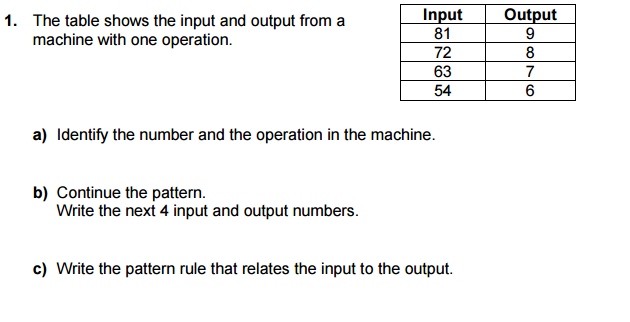 1. The table shows the input and output from a
machine with one operation.
Input Output
81 9
72 8
63 7
54 6
a) Identify the number and the operation in the machine.
b) Continue the pattern.
Write the next 4 input and output numbers.
c) Write the pattern rule that relates the input to the output.